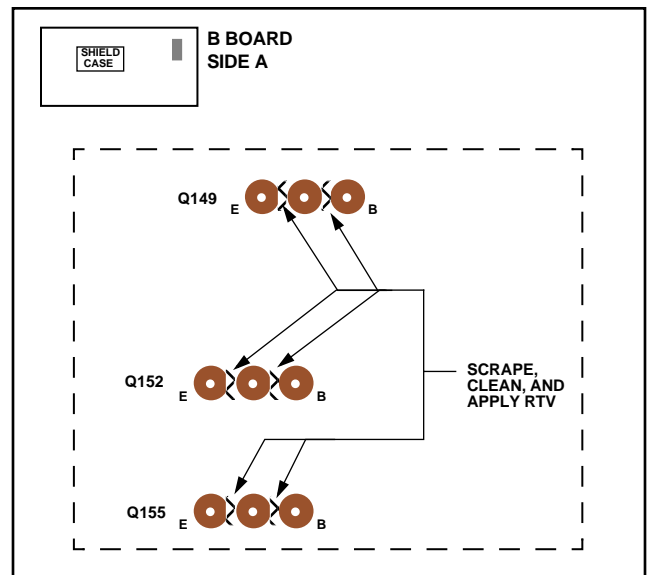 B BOARD
SIDE A
SHIELD
CASE
Q149
E
B
Q152
E
B
SCRAPE,
CLEAN, AND
APPLY RTV
Q155
E
B